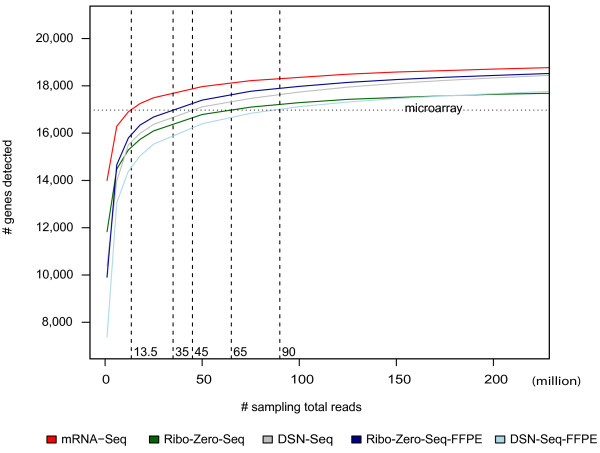 20,000
18,000
microarray
16,000
# genes detected
14,000
12,000
10,000
8,000
13.5 35 45 65 90
0 50 100 150 200 (million)
# sampling total reads
mRNA−Seq Ribo-Zero-Seq DSN-Seq Ribo-Zero-Seq-FFPE DSN-Seq-FFPE